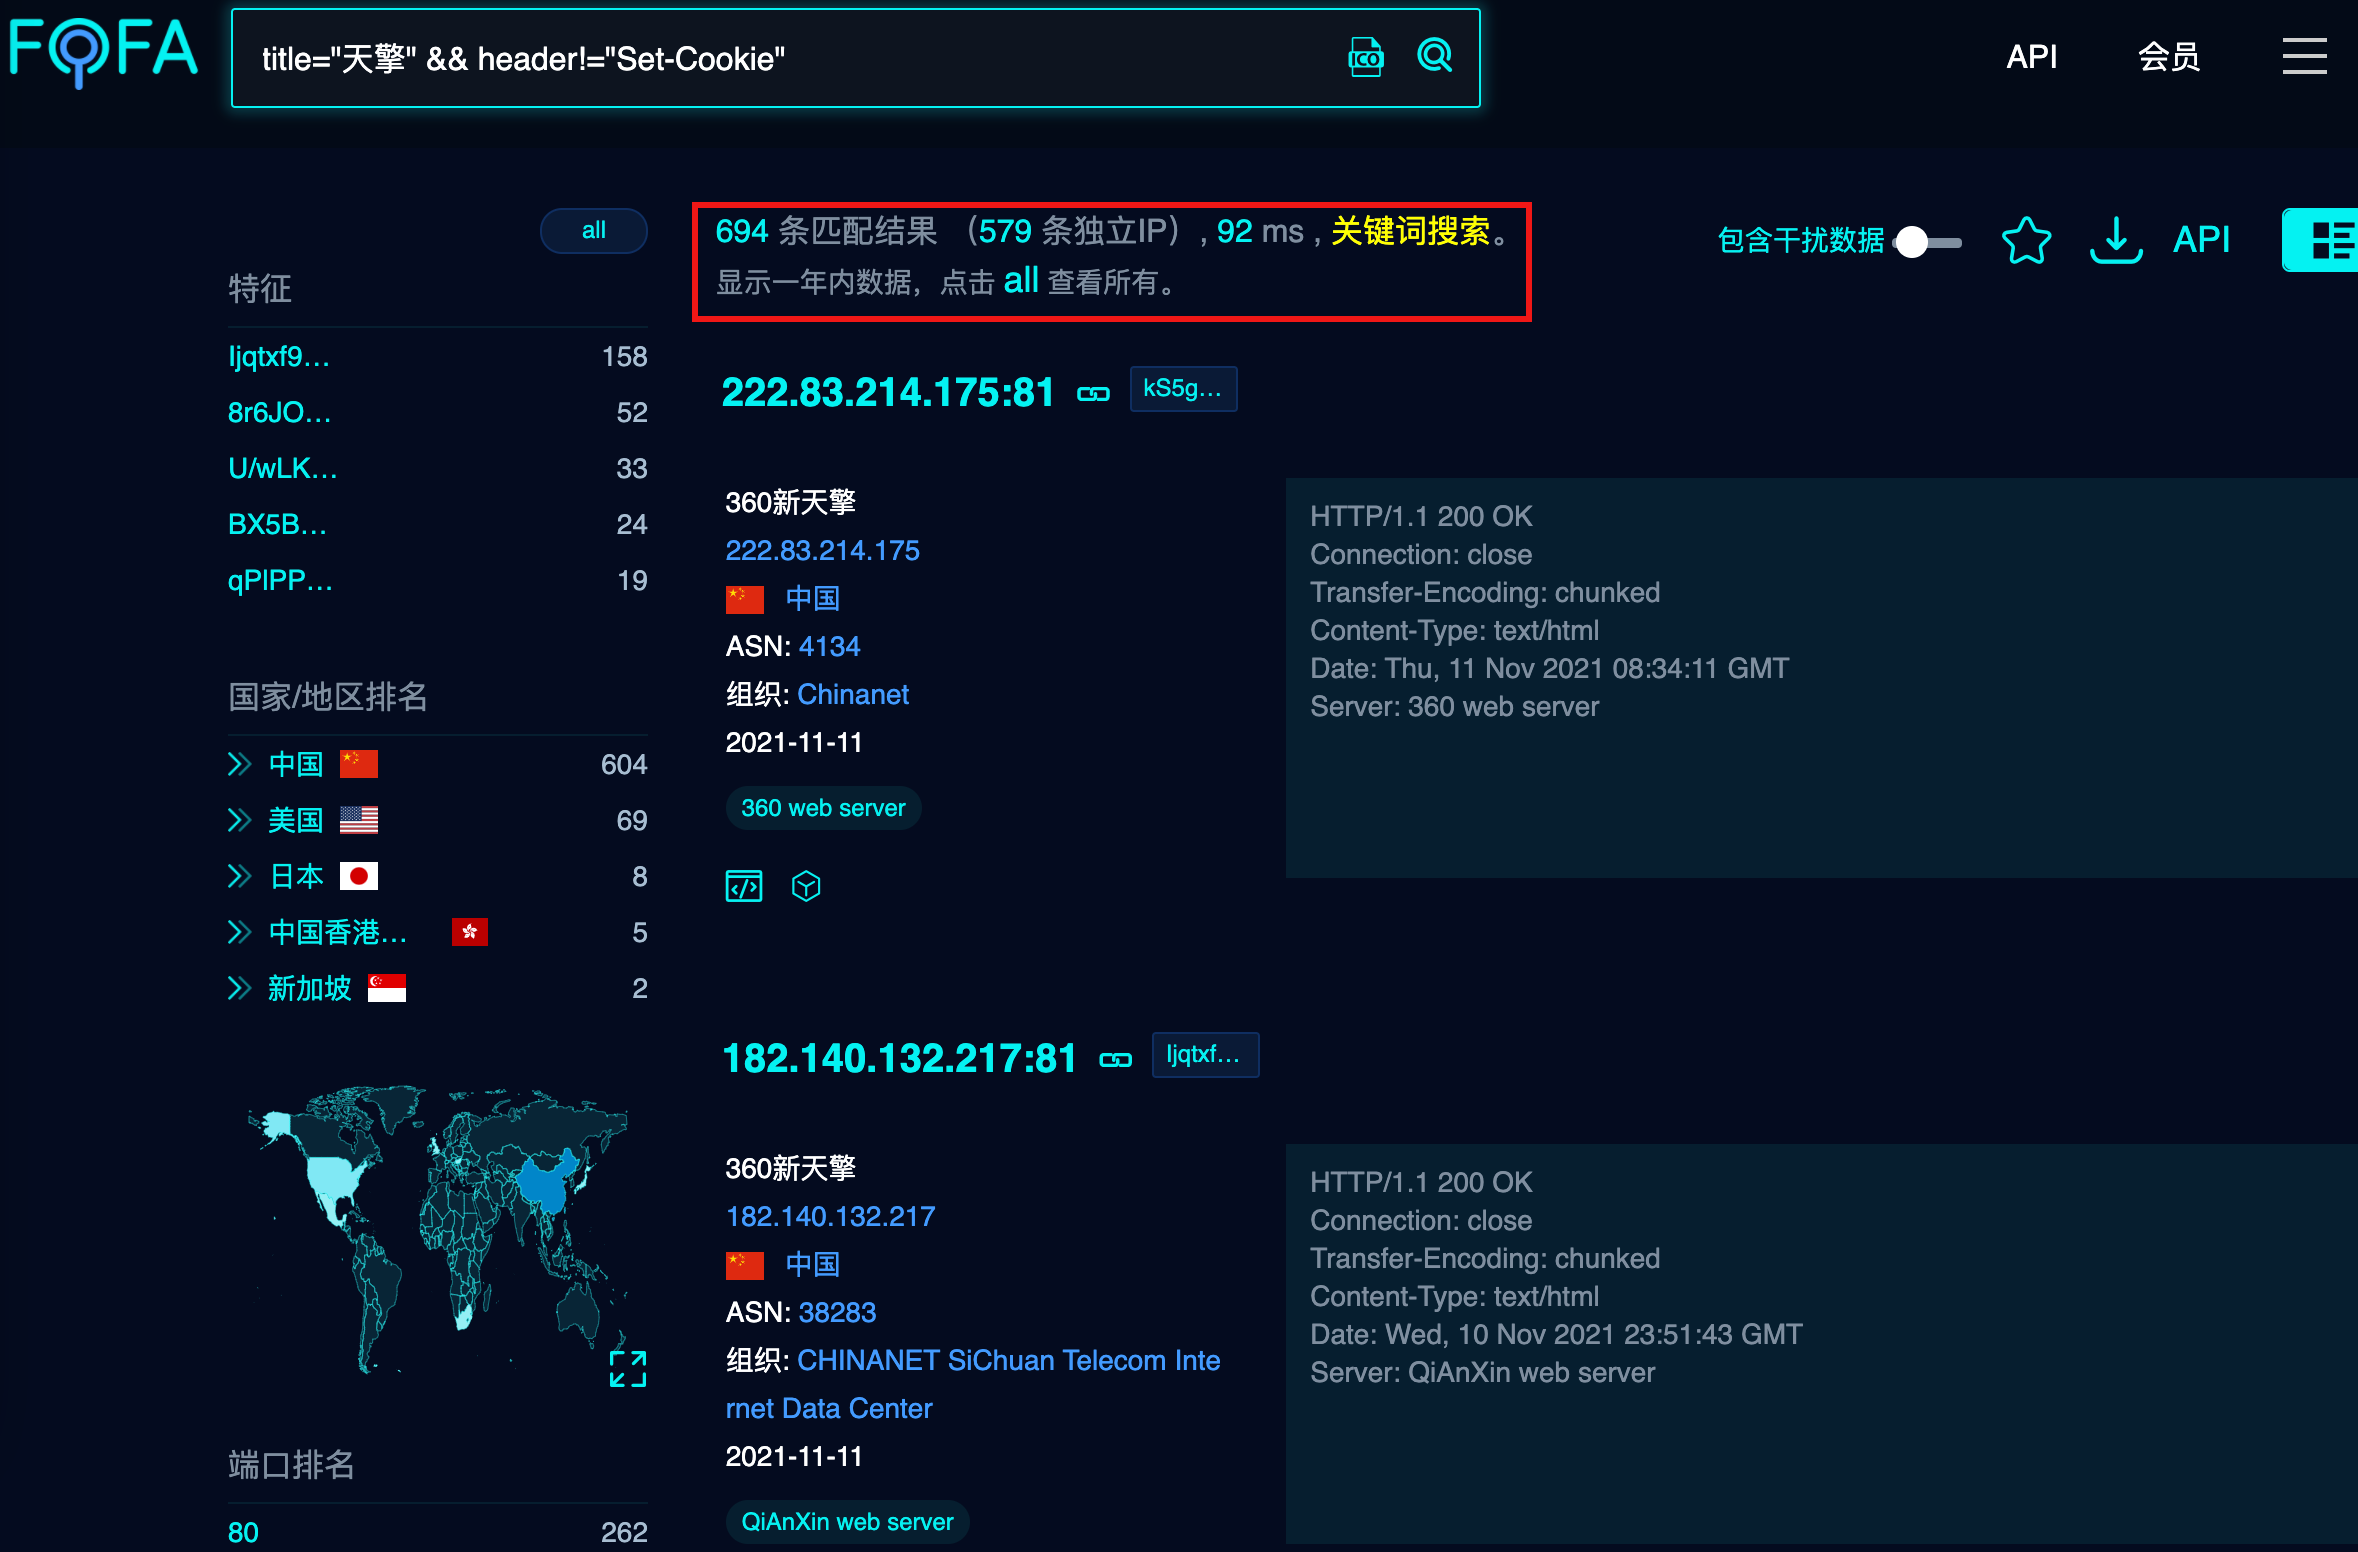 FOFA
title="天擎" && header!="Set-Cookie"
ICO
API
会员
all
694 条匹配结果 （579 条独立IP）, 92 ms , 关键词搜索。
显示一年内数据，点击 all 查看所有。
包含干扰数据
API
特征
ljqtxf9...
158
8r6JO...
52
U/wLK...
33
BX5B...
24
qPlPP...
19
国家/地区排名
中国
604
美国
69
日本
8
中国香港...
5
新加坡
2
端口排名
80
262
222.83.214.175:81
kS5g...
360新天擎
222.83.214.175
中国
ASN: 4134
组织: Chinanet
2021-11-11
360 web server
HTTP/1.1 200 OK
Connection: close
Transfer-Encoding: chunked
Content-Type: text/html
Date: Thu, 11 Nov 2021 08:34:11 GMT
Server: 360 web server
182.140.132.217:81
ljqtxf...
360新天擎
182.140.132.217
中国
ASN: 38283
组织: CHINANET SiChuan Telecom Inte
rnet Data Center
2021-11-11
QiAnXin web server
HTTP/1.1 200 OK
Connection: close
Transfer-Encoding: chunked
Content-Type: text/html
Date: Wed, 10 Nov 2021 23:51:43 GMT
Server: QiAnXin web server